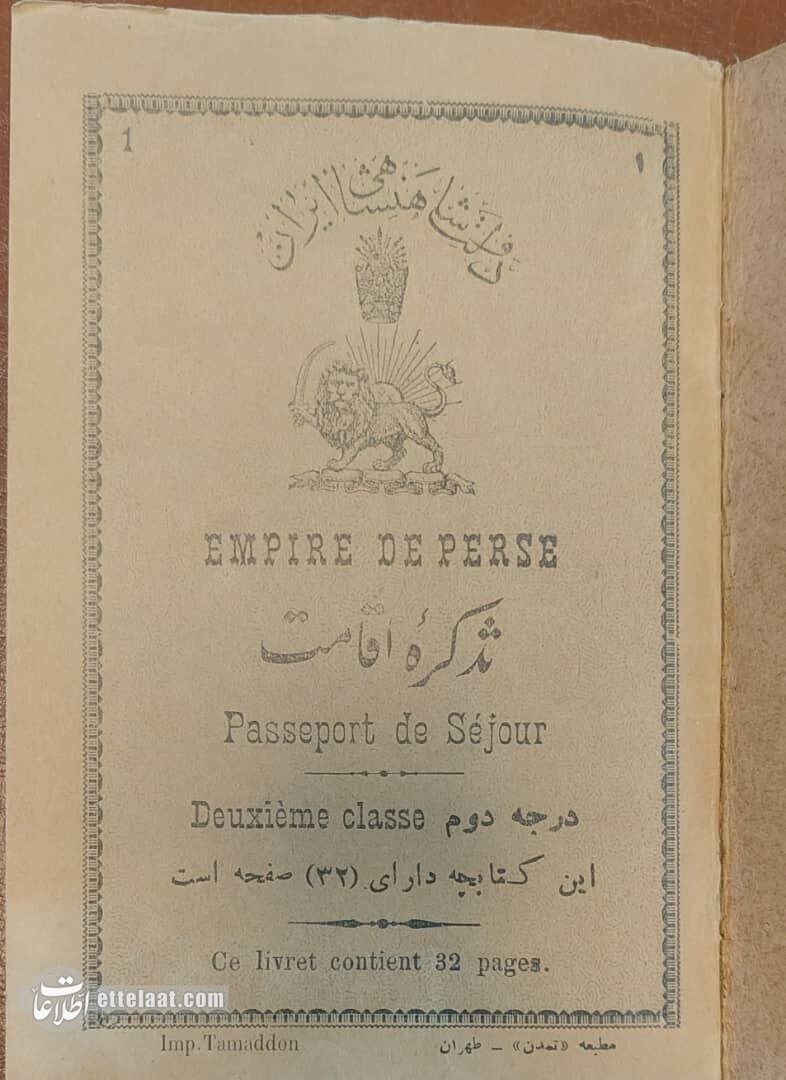 1 ۱
دولت شاهنشاهی ایران
EMPIRE DE PERSE
تذکرهٔ اقامت
Passeport de Séjour
Deuxième classe درجه دوم
این کتابچه دارای (۳۲) صفحه است
Ce livret contient 32 pages.
اطلاعات ettelaat.com
Imp. Tamaddon مطبعه «تمدن» – طهران